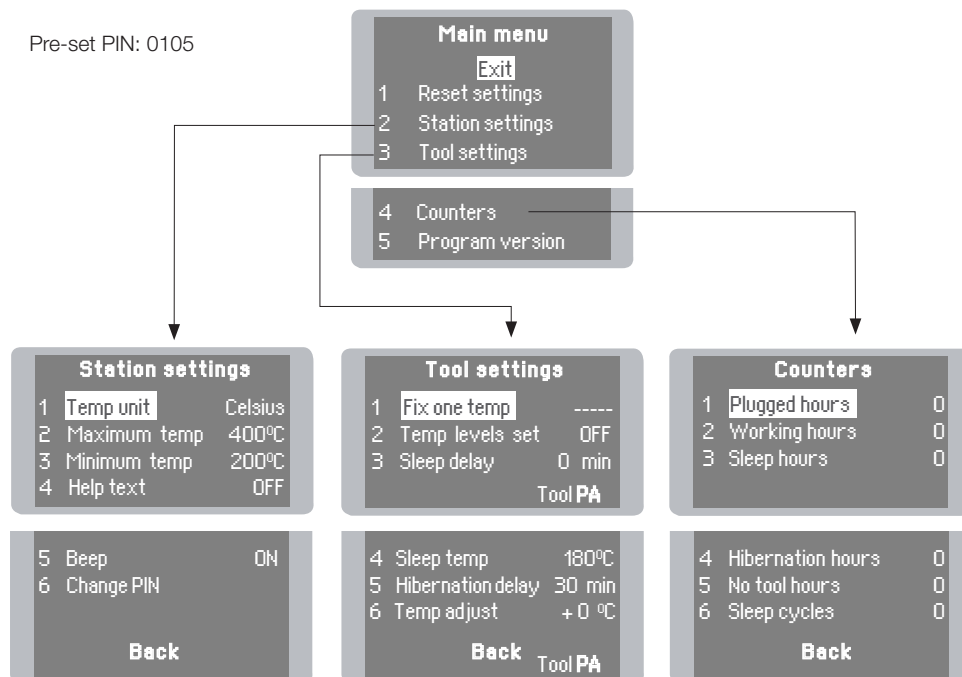 Pre-set PIN: 0105
Main menu
Exit
1 Reset settings
2 Station settings
3 Tool settings
4 Counters
5 Program version
Station settings
1 Temp unit Celsius
2 Maximum temp 400ºC
3 Minimum temp 200ºC
4 Help text OFF
5 Beep ON
6 Change PIN
Back
Tool settings
1 Fix one temp -----
2 Temp levels set OFF
3 Sleep delay 0 min
Tool PA
4 Sleep temp 180ºC
5 Hibernation delay 30 min
6 Temp adjust +0 ºC
Back
Tool PA
Counters
1 Plugged hours 0
2 Working hours 0
3 Sleep hours 0
4 Hibernation hours 0
5 No tool hours 0
6 Sleep cycles 0
Back